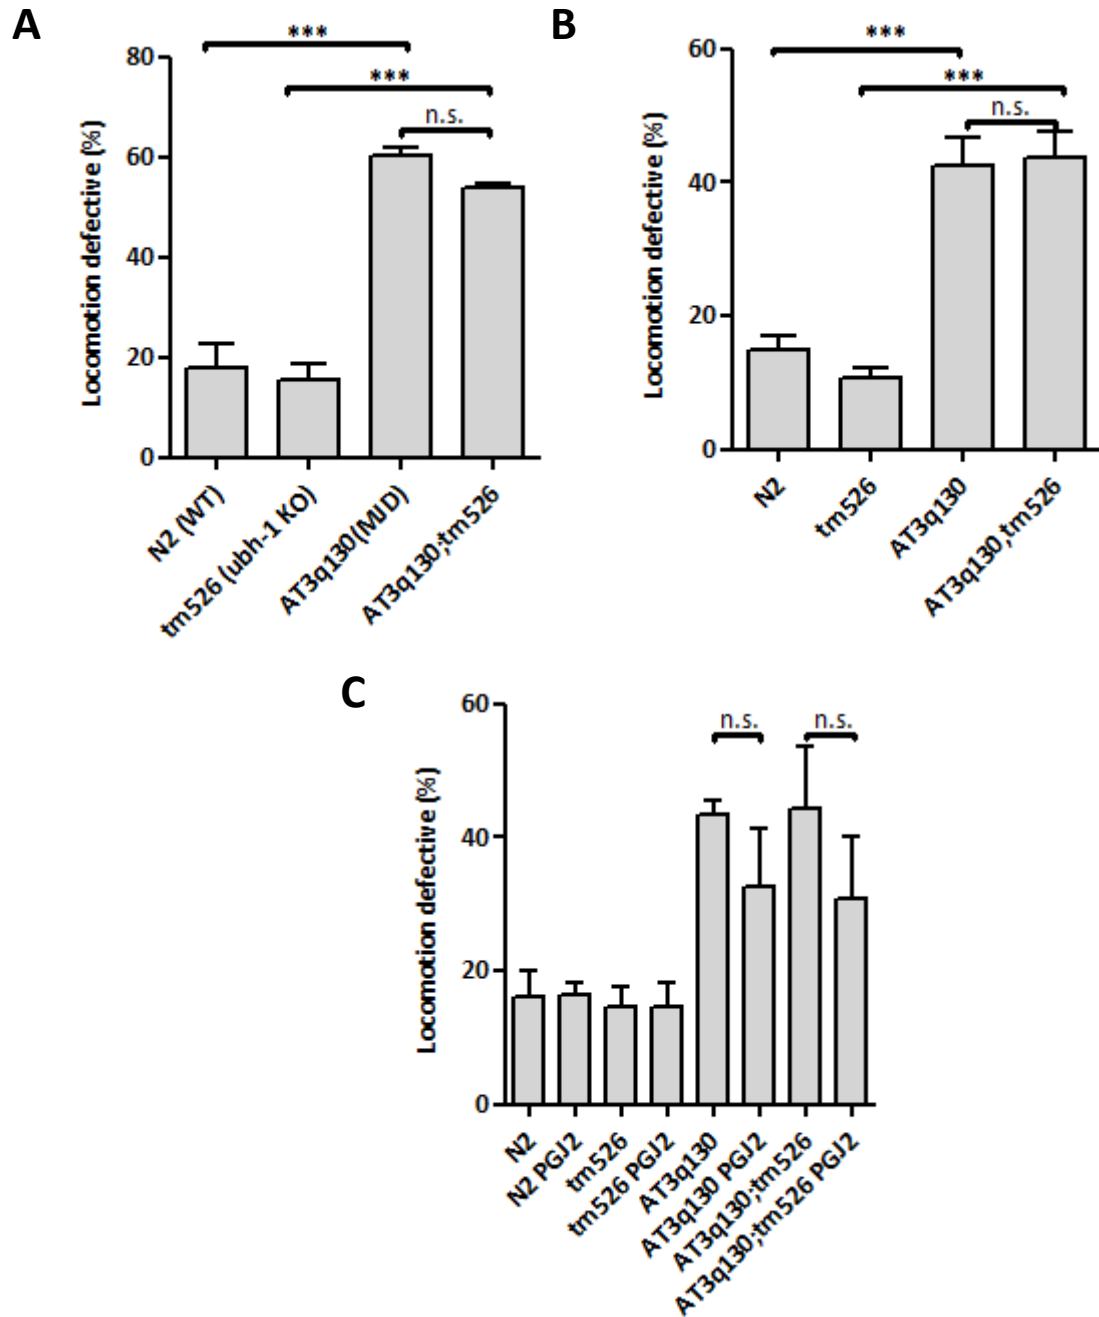 A
***
***
n.s.
80
60
40
20
0
Locomotion defective (%)
N2 (WT)
tm526 (ubh-1 KO)
AT3q130(MJD)
AT3q130;tm526
B
***
***
n.s.
60
40
20
0
Locomotion defective (%)
N2
tm526
AT3q130
AT3q130;tm526
C
n.s.
n.s.
60
40
20
0
Locomotion defective (%)
N2
N2 PGJ2
tm526
tm526 PGJ2
AT3q130
AT3q130 PGJ2
AT3q130;tm526
AT3q130;tm526 PGJ2